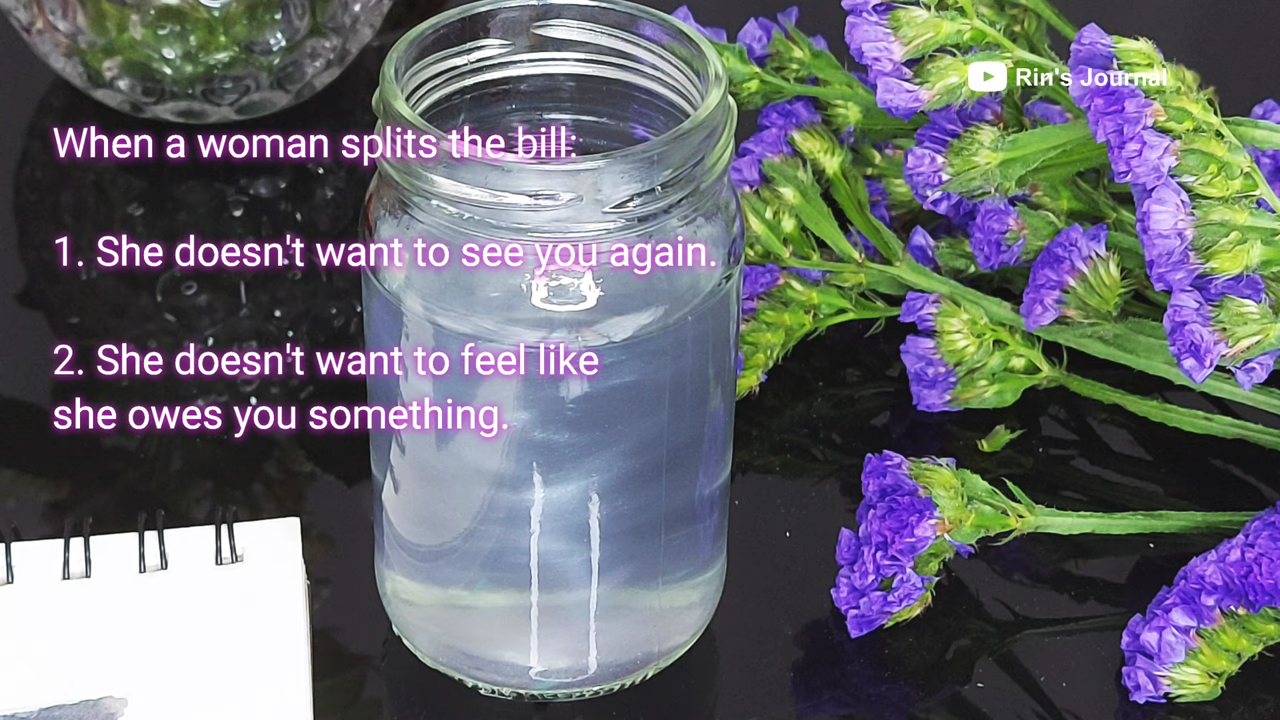 Rin's Journal
When a woman splits the bill:
1. She doesn't want to see you again.
2. She doesn't want to feel like
she owes you something.